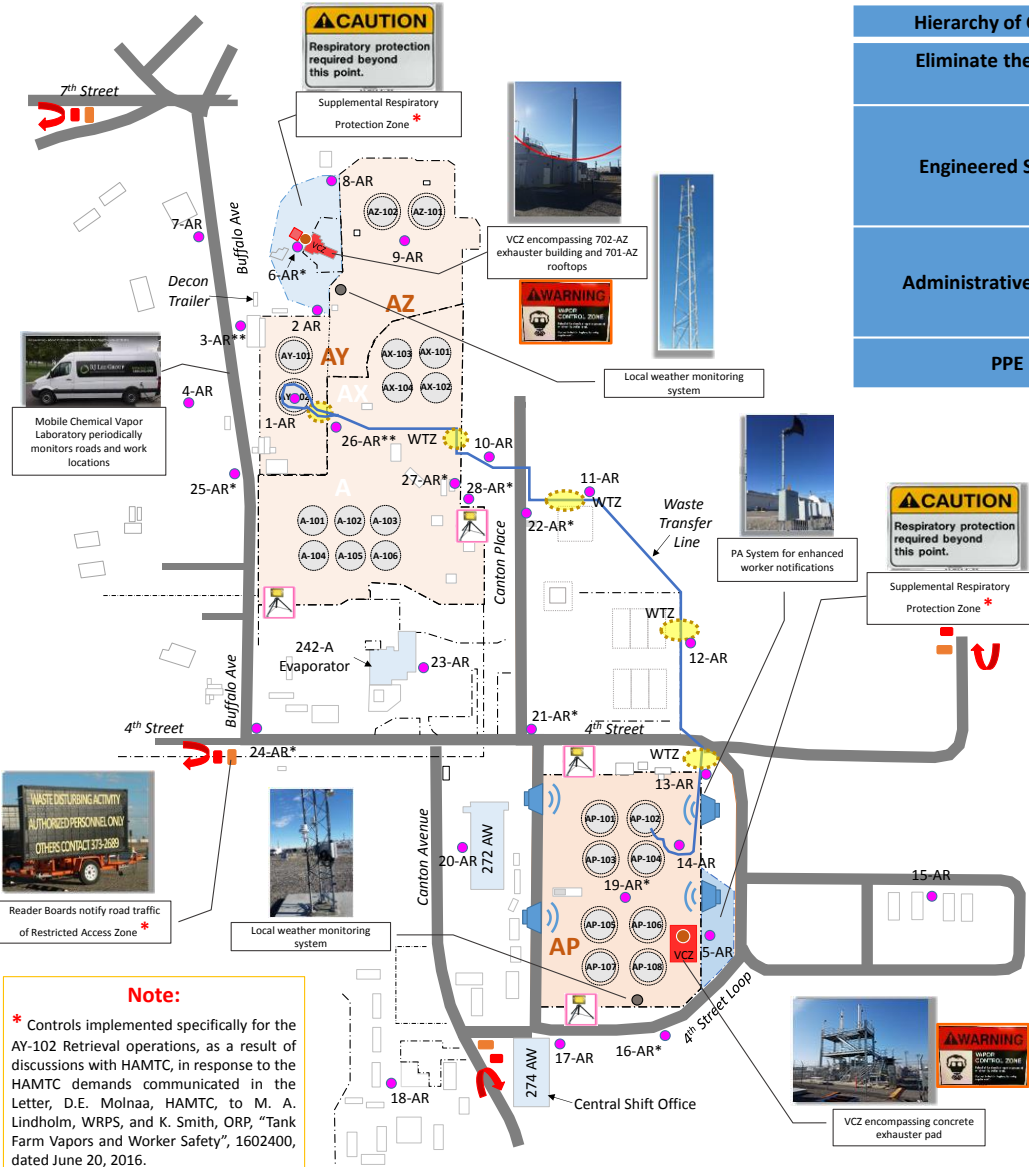 CAUTION
Respiratory protection
required beyond
this point.
Supplemental Respiratory
Protection Zone *
7th Street
Hierarchy of
Eliminate the
Engineered S
Administrative
PPE
8-AR
AZ-102
AZ-101
7-AR
Buffalo Ave
VCZ
6-AR*
9-AR
VCZ encompassing 702-AZ
exhauster building and 701-AZ
rooftops
WARNING
VAPOR
CONTROL ZONE
Decon
Trailer
AZ
2 AR
3-AR**
AY-101
AY
AX-103
AX-101
AX-104
AX-102
AX
Local weather monitoring
system
Mobile Chemical Vapor
Laboratory periodically
monitors roads and work
locations
4-AR
1-AR
26-AR**
WTZ
10-AR
25-AR*
A
27-AR*
28-AR*
11-AR
WTZ
22-AR*
Waste
Transfer
Line
A-101
A-102
A-103
A-104
A-105
A-106
Canton Place
PA System for enhanced
worker notifications
CAUTION
Respiratory protection
required beyond
this point.
Supplemental Respiratory
Protection Zone *
WTZ
12-AR
242-A
Evaporator
23-AR
Buffalo Ave
4th Street
24-AR*
21-AR*
4th Street
WTZ
13-AR
WASTE DISTURBING ACTIVITY
AUTHORIZED PERSONNEL ONLY
OTHERS CONTACT 373-2689
Reader Boards notify road traffic
of Restricted Access Zone *
Local weather monitoring
system
Canton Avenue
20-AR
272 AW
AP-101
AP-102
AP-103
AP-104
14-AR
19-AR*
AP-105
AP-106
AP
AP-107
AP-108
VCZ
5-AR
15-AR
4th Street Loop
16-AR*
17-AR
18-AR
274 AW
Central Shift Office
WARNING
VAPOR
CONTROL ZONE
VCZ encompassing concrete
exhauster pad
Note:
* Controls implemented specifically for the
AY-102 Retrieval operations, as a result of
discussions with HAMTC, in response to the
HAMTC demands communicated in the
Letter, D.E. Molnaa, HAMTC, to M. A.
Lindholm, WRPS, and K. Smith, ORP, “Tank
Farm Vapors and Worker Safety”, 1602400,
dated June 20, 2016.